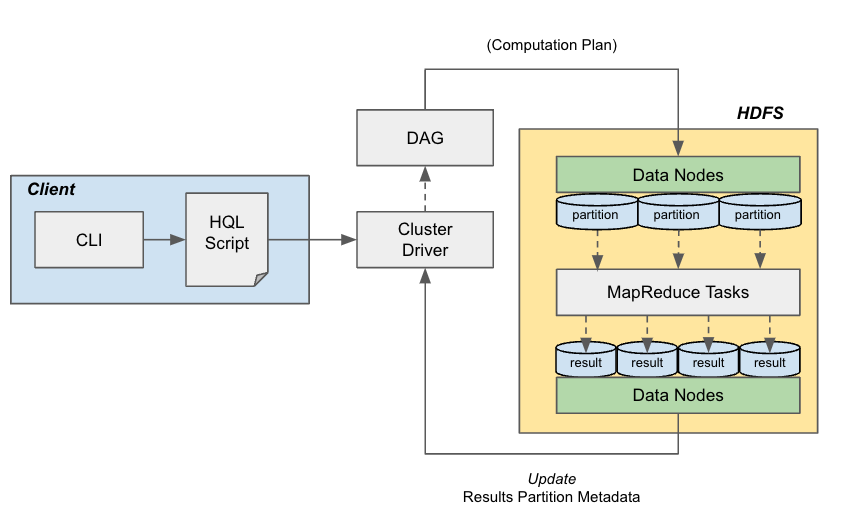 (Computation Plan)
HDFS
DAG
Data Nodes
Client
partition
partition
partition
CLI
HQL
Script
Cluster
Driver
MapReduce Tasks
result
result
result
result
Data Nodes
Update
Results Partition Metadata